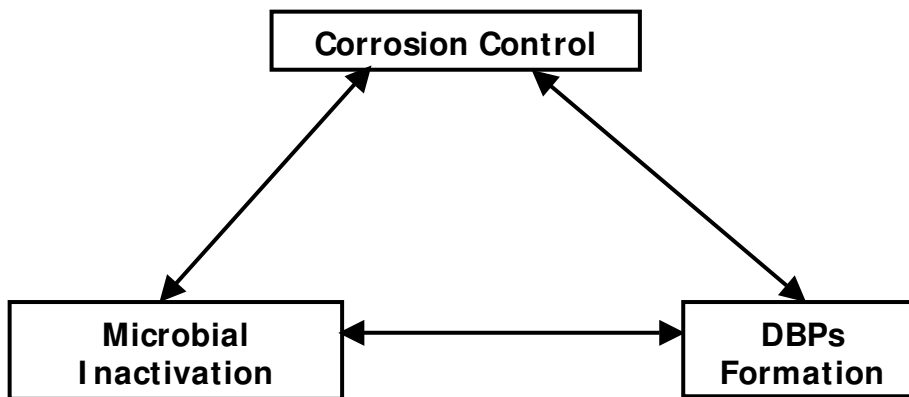 Corrosion Control
Microbial
Inactivation
DBPs
Formation